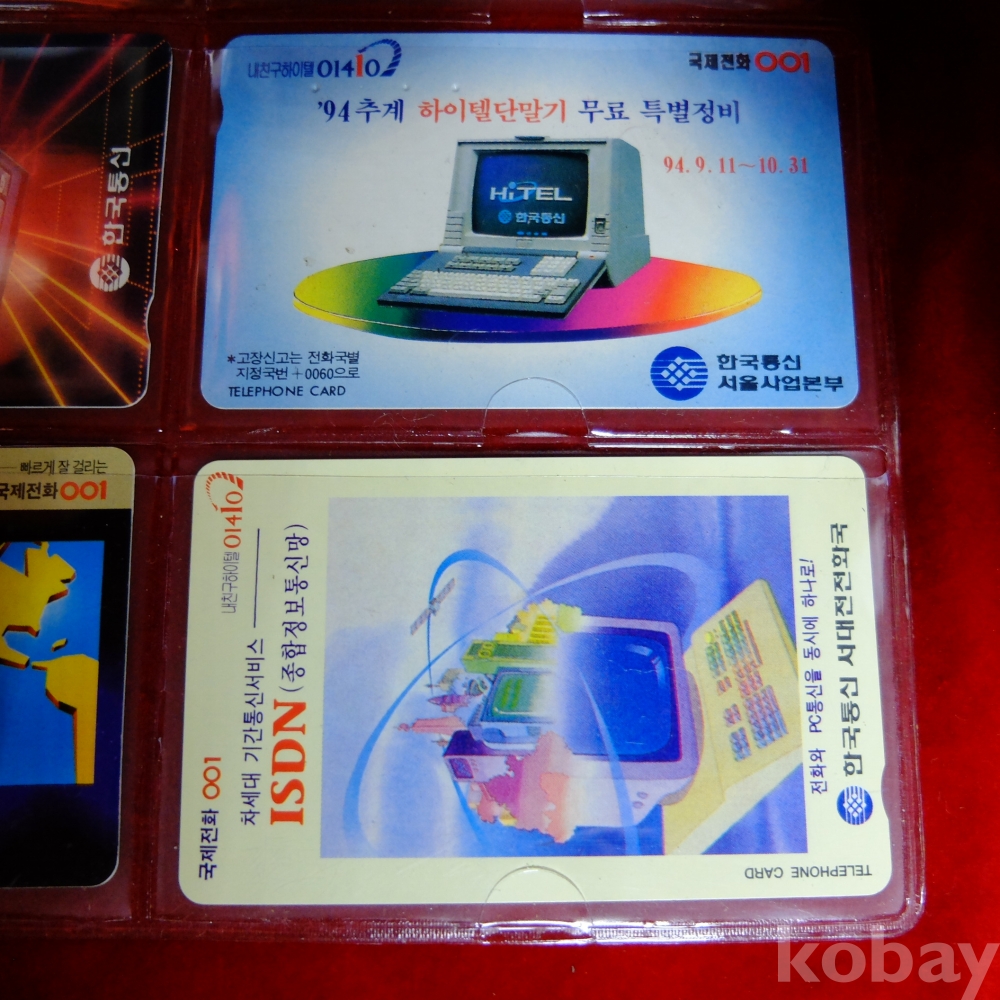 한국통신
내친구하이텔 01410
국제전화 001
'94추계 하이텔단말기 무료 특별정비
94. 9. 11~10. 31
HiTEL
한국통신
*고장신고는 전화국별
지정국번+0060으로
TELEPHONE CARD
한국통신
서울사업본부
빠르게 잘 걸리는
국제전화 001
국제전화 001
내친구하이텔 01410
차세대 기간통신서비스
ISDN (종합정보통신망)
전화와 PC통신을 동시에 하나로!
한국통신 서대전전화국
TELEPHONE CARD
kobay